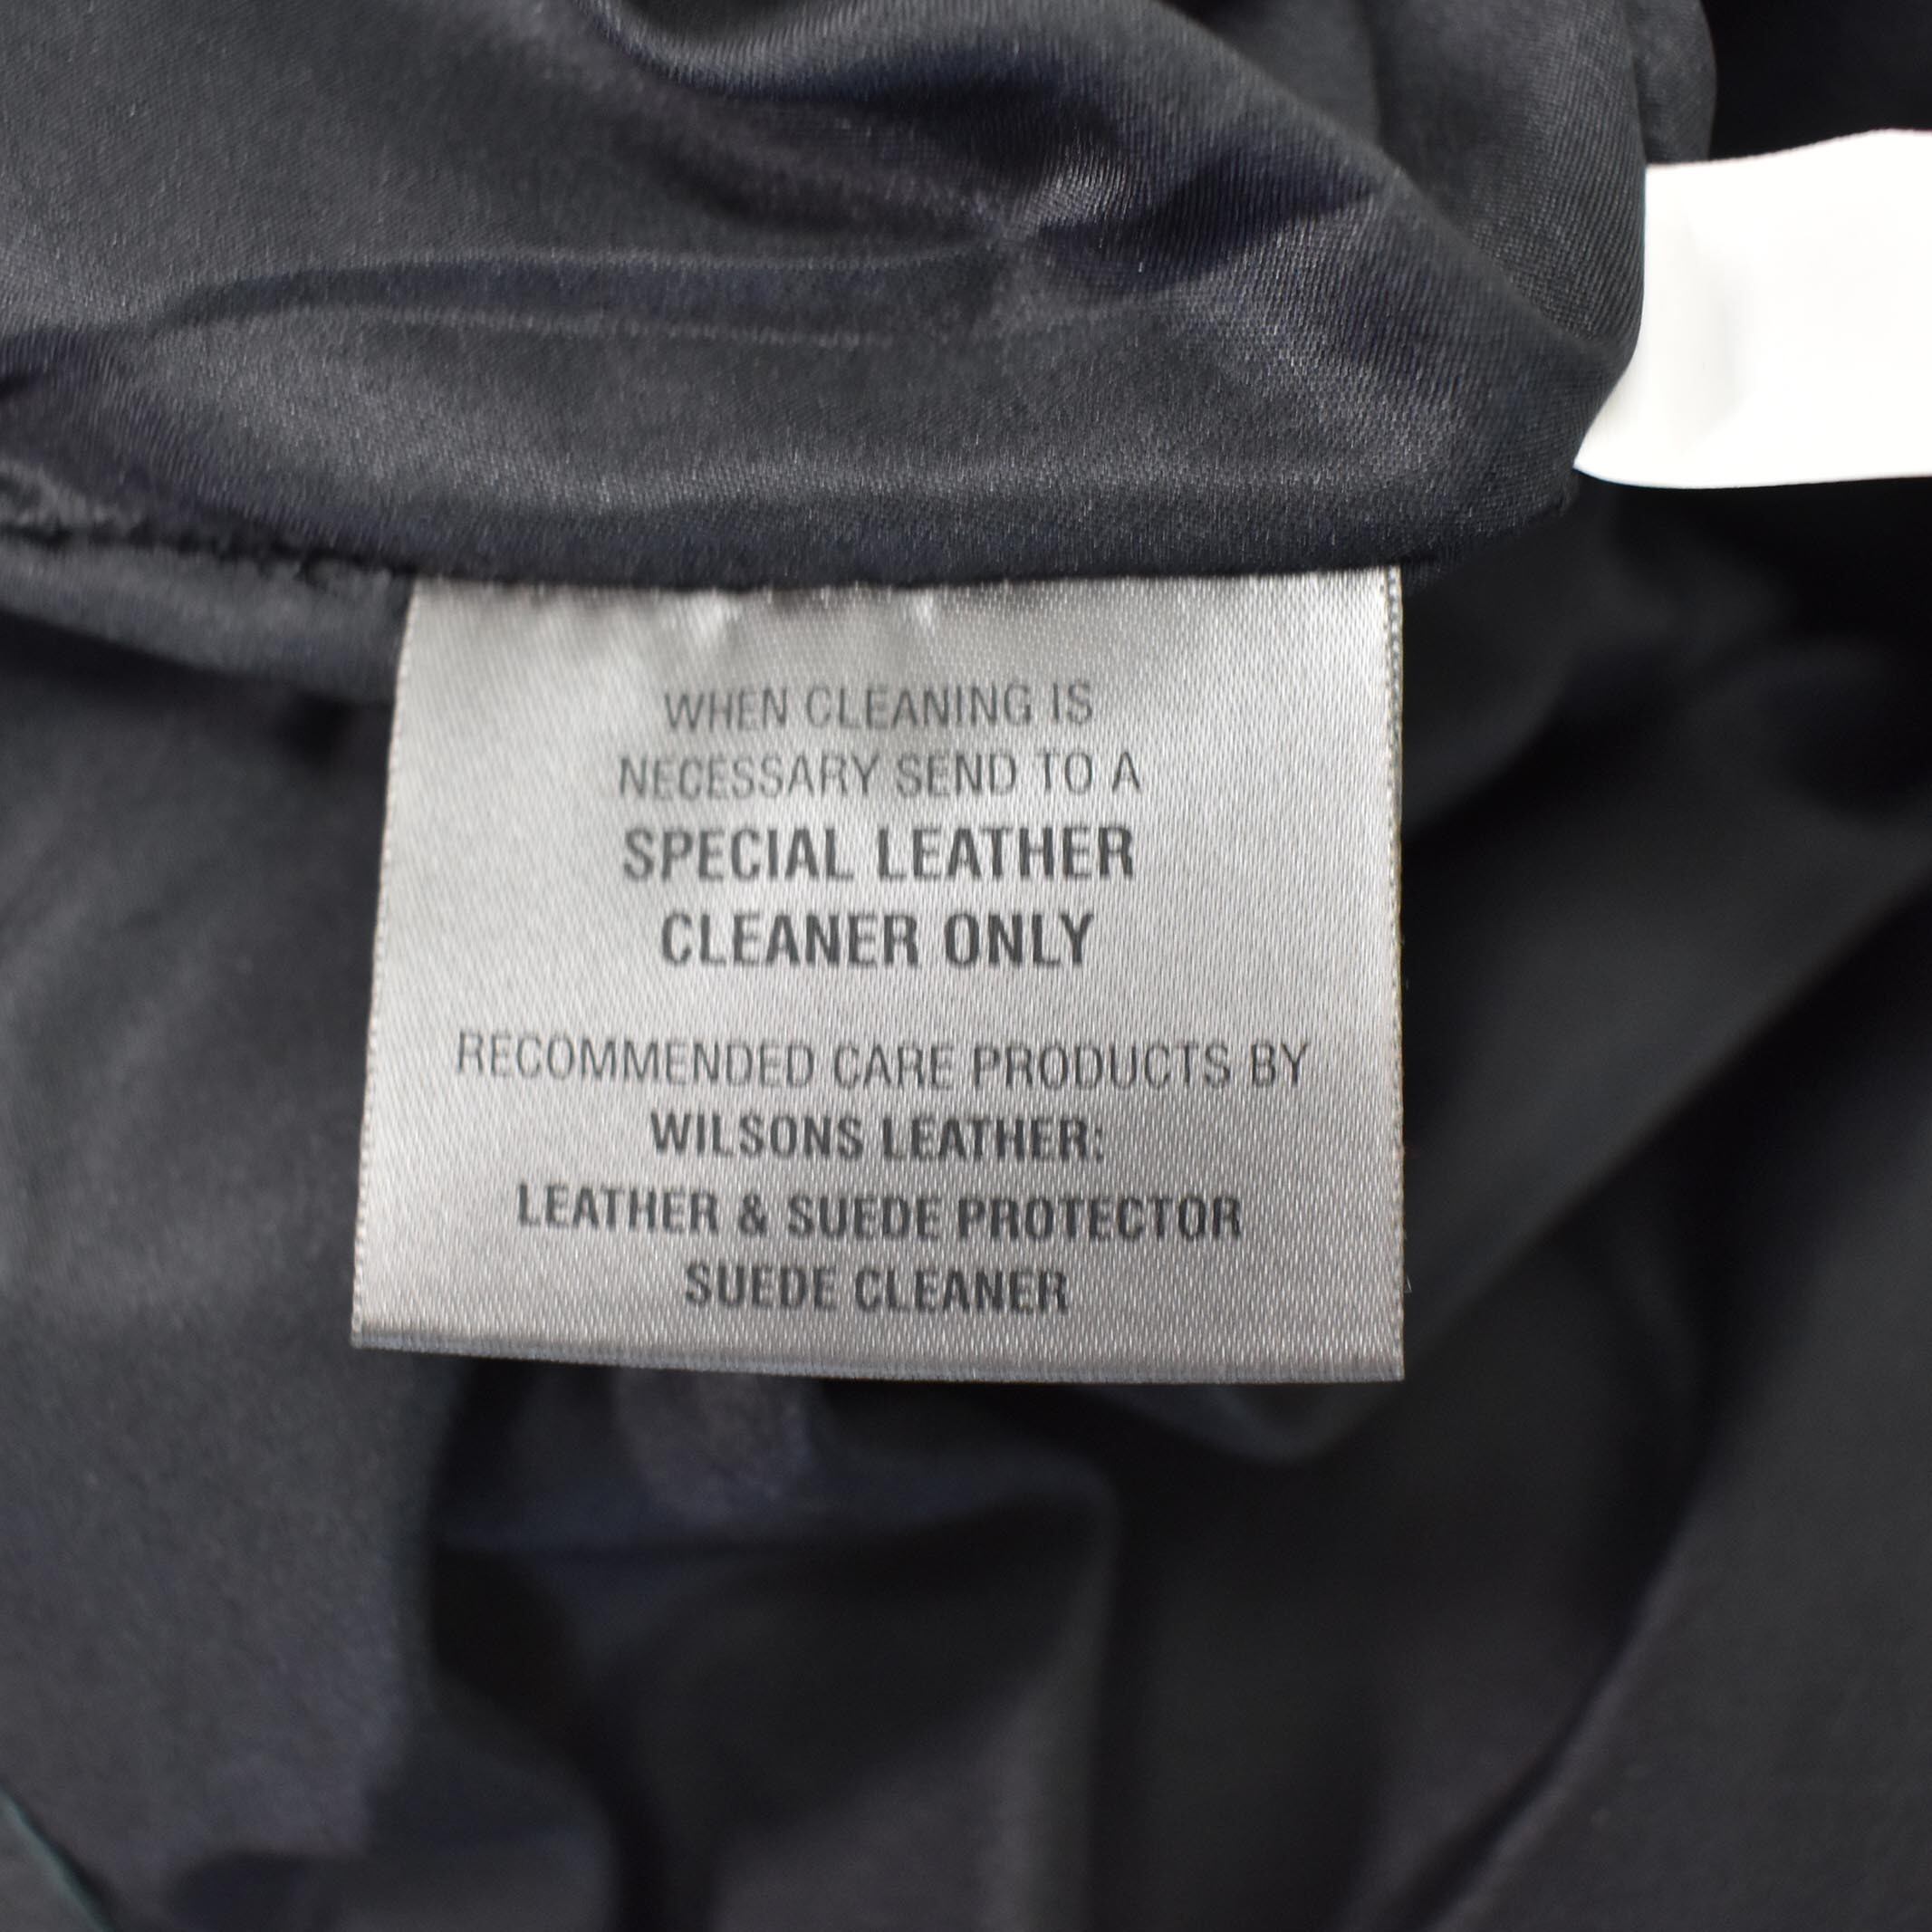 WHEN CLEANING IS
NECESSARY SEND TO A
SPECIAL LEATHER
CLEANER ONLY
RECOMMENDED CARE PRODUCTS BY
WILSONS LEATHER:
LEATHER & SUEDE PROTECTOR
SUEDE CLEANER